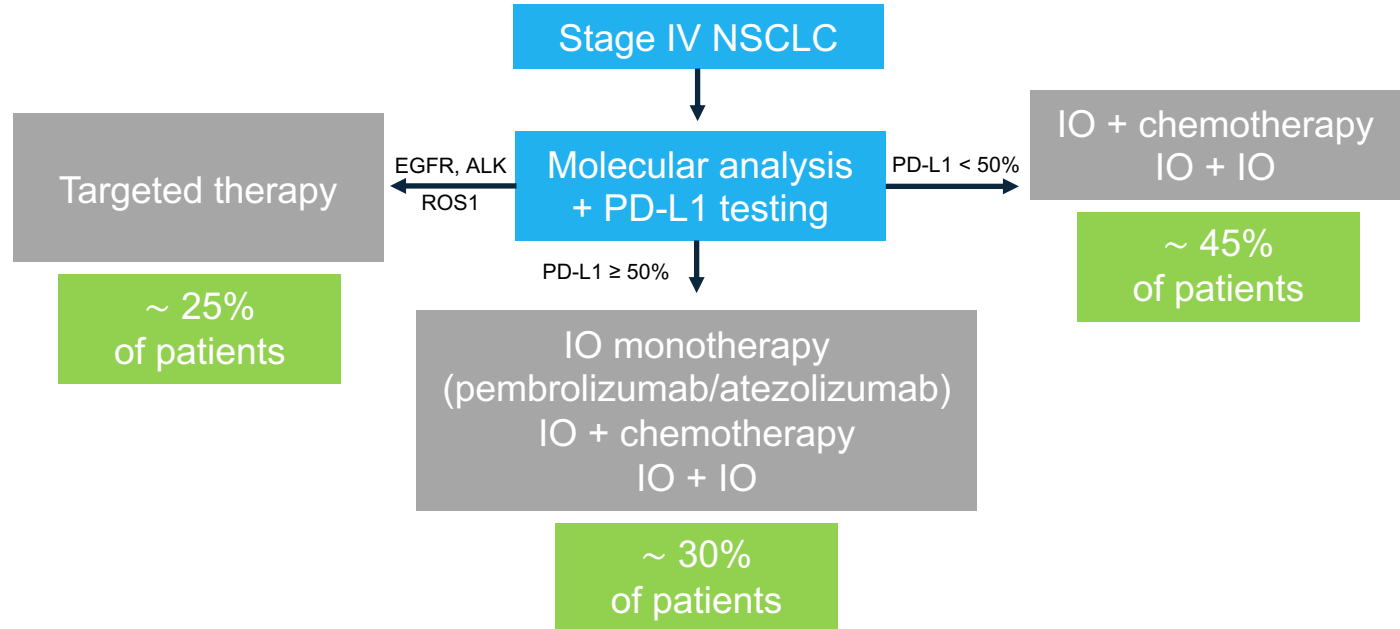 Stage IV NSCLC
Targeted therapy
EGFR, ALK
ROS1
Molecular analysis
+ PD-L1 testing
PD-L1 < 50%
IO + chemotherapy
IO + IO
~ 25%
of patients
PD-L1 ≥ 50%
~ 45%
of patients
IO monotherapy
(pembrolizumab/atezolizumab)
IO + chemotherapy
IO + IO
~ 30%
of patients